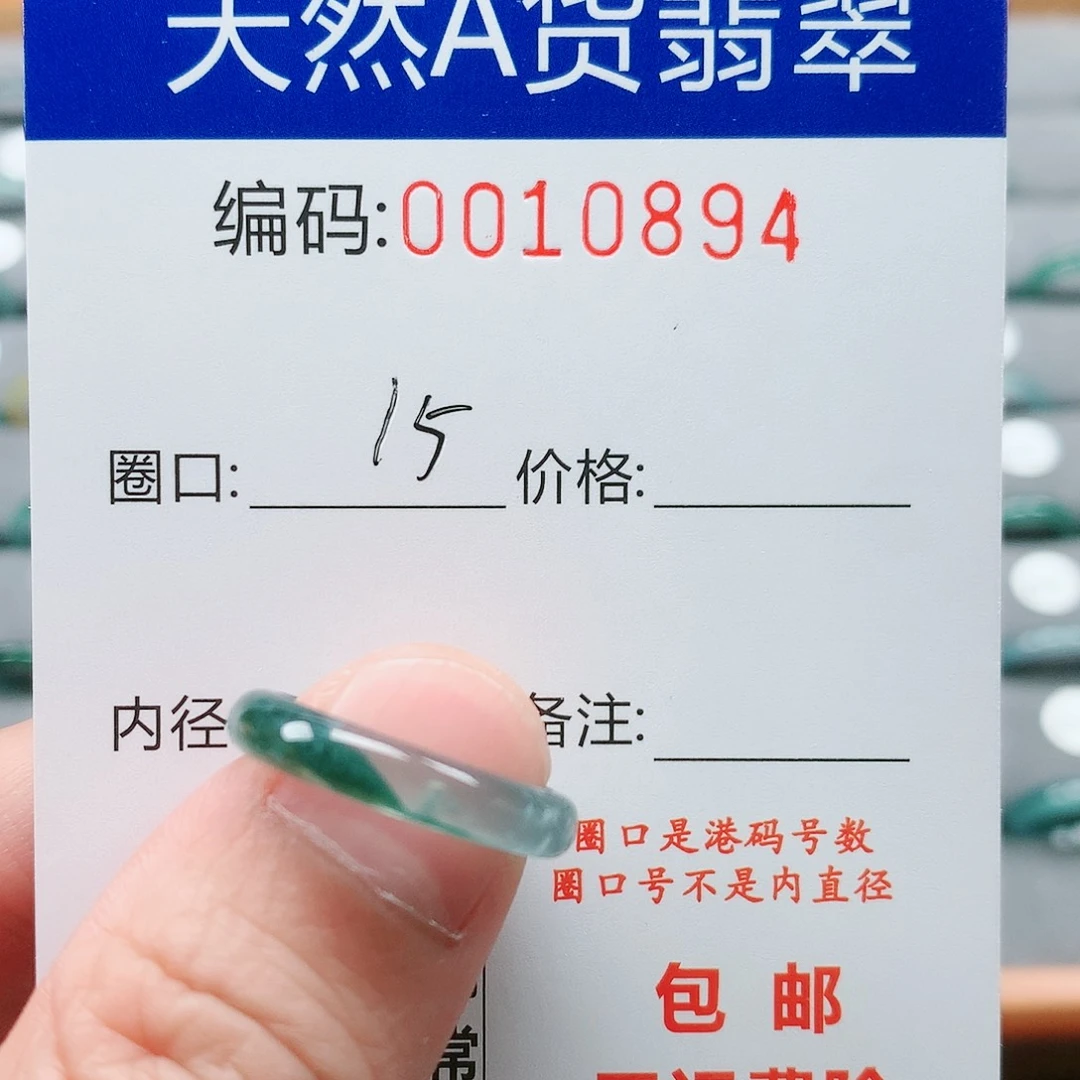 天然A货翡翠
编码:0010894
圈口: 15 价格:
内径 备注:
圈口是港码号数
圈口号不是内直径
包邮
常